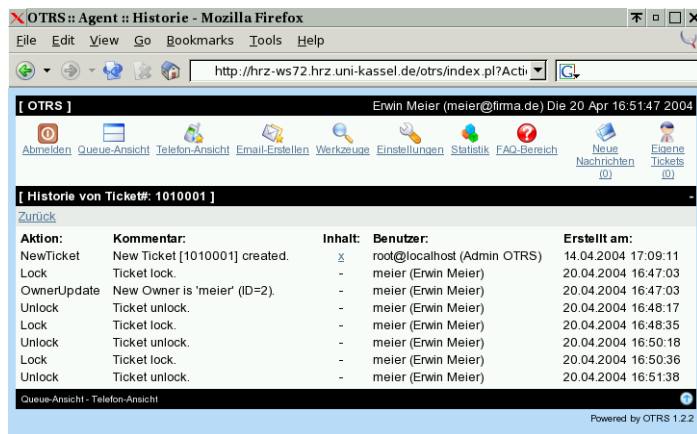 OTRS :: Agent :: Historie - Mozilla Firefox
File Edit View Go Bookmarks Tools Help
http://hrz-ws72.hrz.uni-kassel.de/otrs/index.pl?Acti
[ OTRS ] Erwin Meier (meier@firma.de) Die 20 Apr 16:51:47 2004
Abmelden Queue-Ansicht Telefon-Ansicht Email-Erstellen Werkzeuge Einstellungen Statistik FAQ-Bereich Neue Nachrichten (0) Eigene Tickets (0)
[ Historie von Ticket#: 1010001 ] -
Zurück
Aktion: Kommentar: Inhalt: Benutzer: Erstellt am:
NewTicket New Ticket [1010001] created. x root@localhost (Admin OTRS) 14.04.2004 17:09:11
Lock Ticket lock. - meier (Erwin Meier) 20.04.2004 16:47:03
OwnerUpdate New Owner is 'meier' (ID=2). - meier (Erwin Meier) 20.04.2004 16:47:03
Unlock Ticket unlock. - meier (Erwin Meier) 20.04.2004 16:48:17
Lock Ticket lock. - meier (Erwin Meier) 20.04.2004 16:48:35
Unlock Ticket unlock. - meier (Erwin Meier) 20.04.2004 16:50:18
Lock Ticket lock. - meier (Erwin Meier) 20.04.2004 16:50:36
Unlock Ticket unlock. - meier (Erwin Meier) 20.04.2004 16:51:38
Queue-Ansicht - Telefon-Ansicht
Powered by OTRS 1.2.2